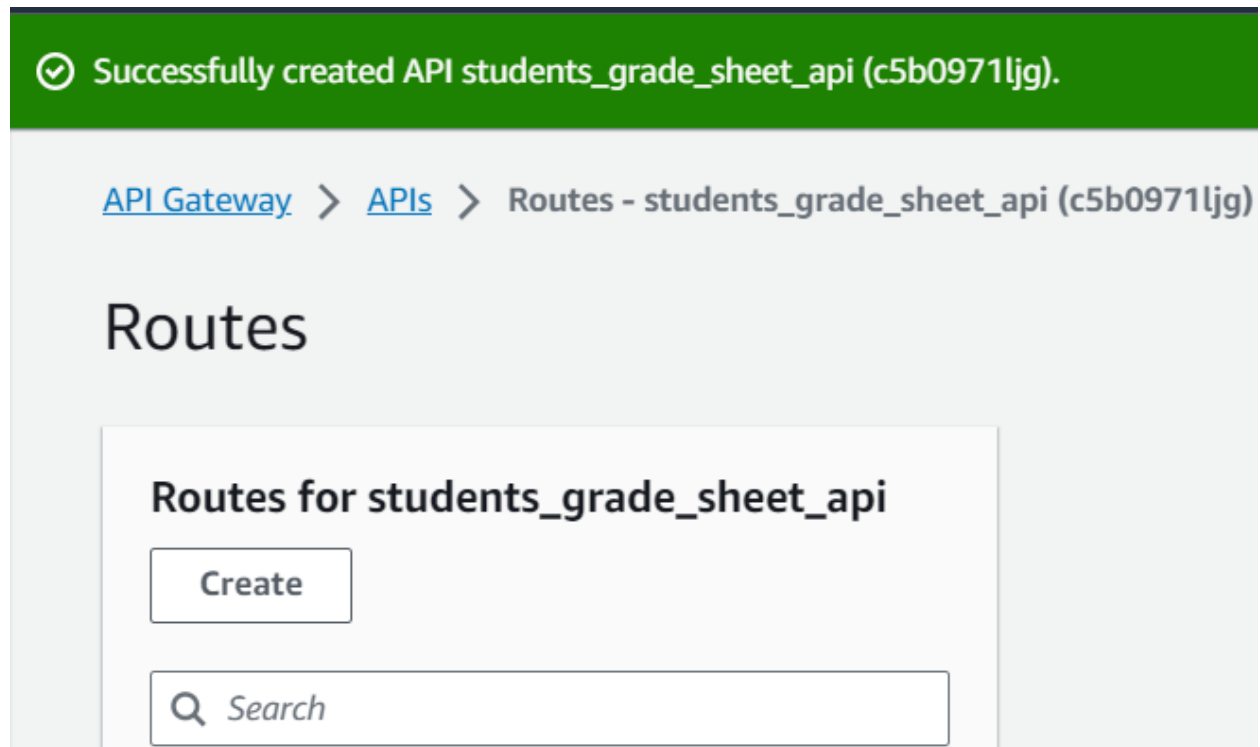 Successfully created API students_grade_sheet_api (c5b0971ljg).
API Gateway > APIs > Routes - students_grade_sheet_api (c5b0971ljg)
Routes
Routes for students_grade_sheet_api
Create
Search